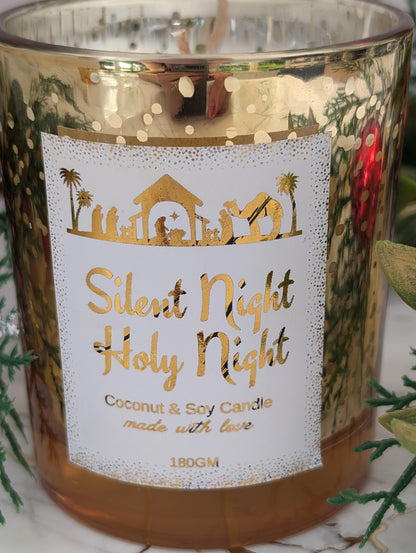 Silent Night
Holy Night
Coconut & Soy Candle
made with love
180GM